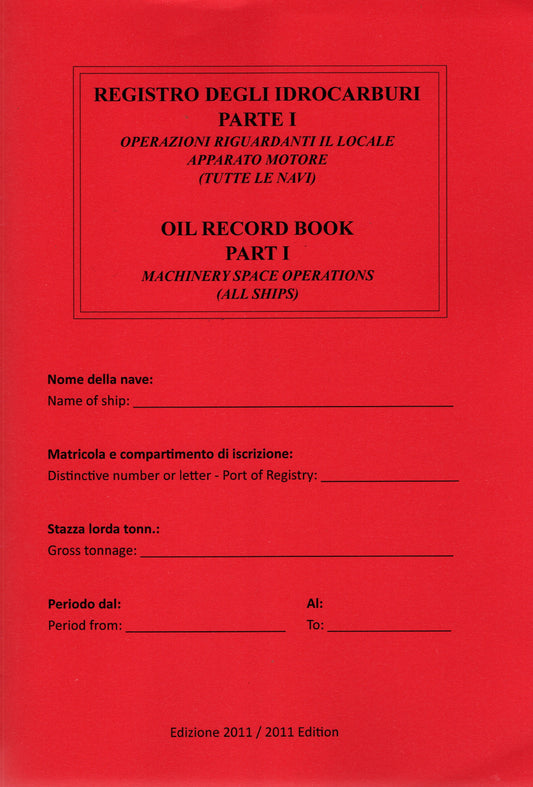 REGISTRO DEGLI IDROCARBURI
PARTE I
OPERAZIONI RIGUARDANTI IL LOCALE
APPARATO MOTORE
(TUTTE LE NAVI)
OIL RECORD BOOK
PART I
MACHINERY SPACE OPERATIONS
(ALL SHIPS)
Nome della nave:
Name of ship:
Matricola e compartimento di iscrizione:
Distinctive number or letter - Port of Registry:
Stazza lorda tonn.:
Gross tonnage:
Periodo dal: Al:
Period from: To:
Edizione 2011 / 2011 Edition